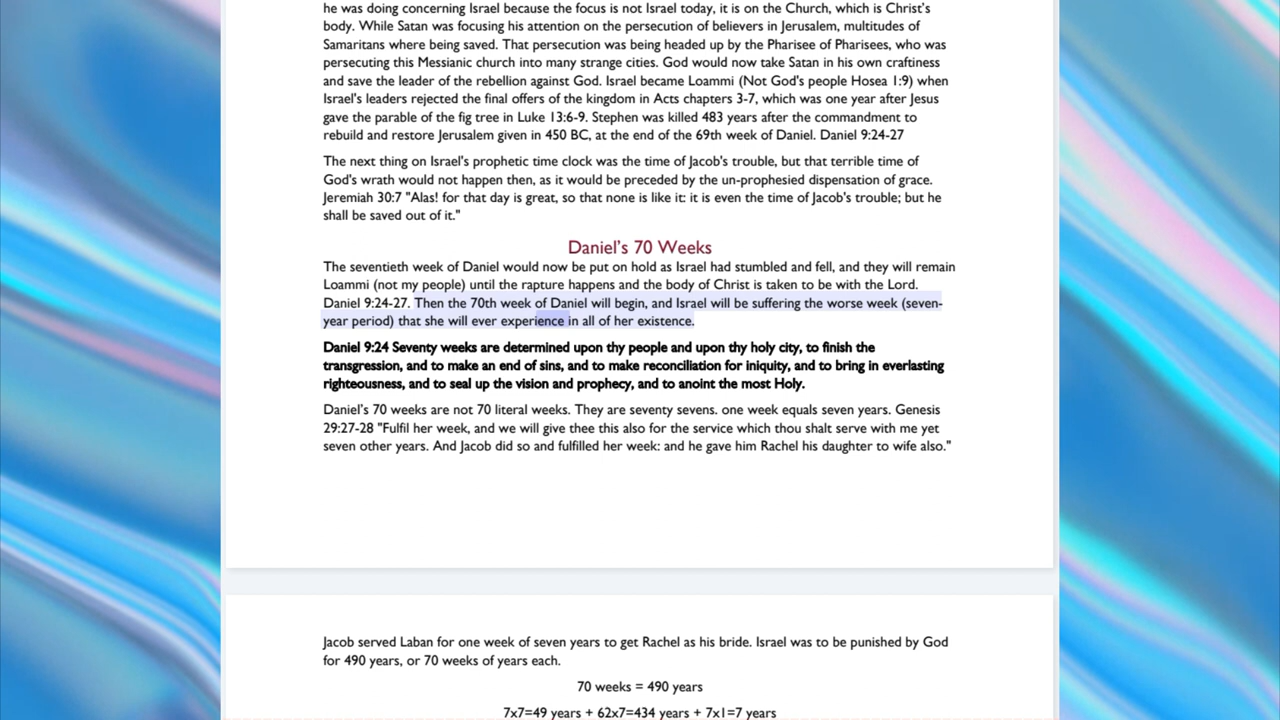 he was doing concerning Israel because the focus is not Israel today, it is on the Church, which is Christ's
body. While Satan was focusing his attention on the persecution of believers in Jerusalem, multitudes of
Samaritans where being saved. That persecution was being headed up by the Pharisee of Pharisees, who was
persecuting this Messianic church into many strange cities. God would now take Satan in his own craftiness
and save the leader of the rebellion against God. Israel became Loammi (Not God's people Hosea 1:9) when
Israel's leaders rejected the final offers of the kingdom in Acts chapters 3-7, which was one year after Jesus
gave the parable of the fig tree in Luke 13:6-9. Stephen was killed 483 years after the commandment to
rebuild and restore Jerusalem given in 450 BC, at the end of the 69th week of Daniel. Daniel 9:24-27
The next thing on Israel's prophetic time clock was the time of Jacob's trouble, but that terrible time of
God's wrath would not happen then, as it would be preceded by the un-prophesied dispensation of grace.
Jeremiah 30:7 "Alas! for that day is great, so that none is like it: it is even the time of Jacob's trouble; but he
shall be saved out of it."
Daniel's 70 Weeks
The seventieth week of Daniel would now be put on hold as Israel had stumbled and fell, and they will remain
Loammi (not my people) until the rapture happens and the body of Christ is taken to be with the Lord.
Daniel 9:24-27. Then the 70th week of Daniel will begin, and Israel will be suffering the worse week (seven-
year period) that she will ever experience in all of her existence.
Daniel 9:24 Seventy weeks are determined upon thy people and upon thy holy city, to finish the
transgression, and to make an end of sins, and to make reconciliation for iniquity, and to bring in everlasting
righteousness, and to seal up the vision and prophecy, and to anoint the most Holy.
Daniel's 70 weeks are not 70 literal weeks. They are seventy sevens. one week equals seven years. Genesis
29:27-28 "Fulfil her week, and we will give thee this also for the service which thou shalt serve with me yet
seven other years. And Jacob did so and fulfilled her week: and he gave him Rachel his daughter to wife also."
Jacob served Laban for one week of seven years to get Rachel as his bride. Israel was to be punished by God
for 490 years, or 70 weeks of years each.
70 weeks = 490 years
7x7=49 years + 62x7=434 years + 7x1=7 years